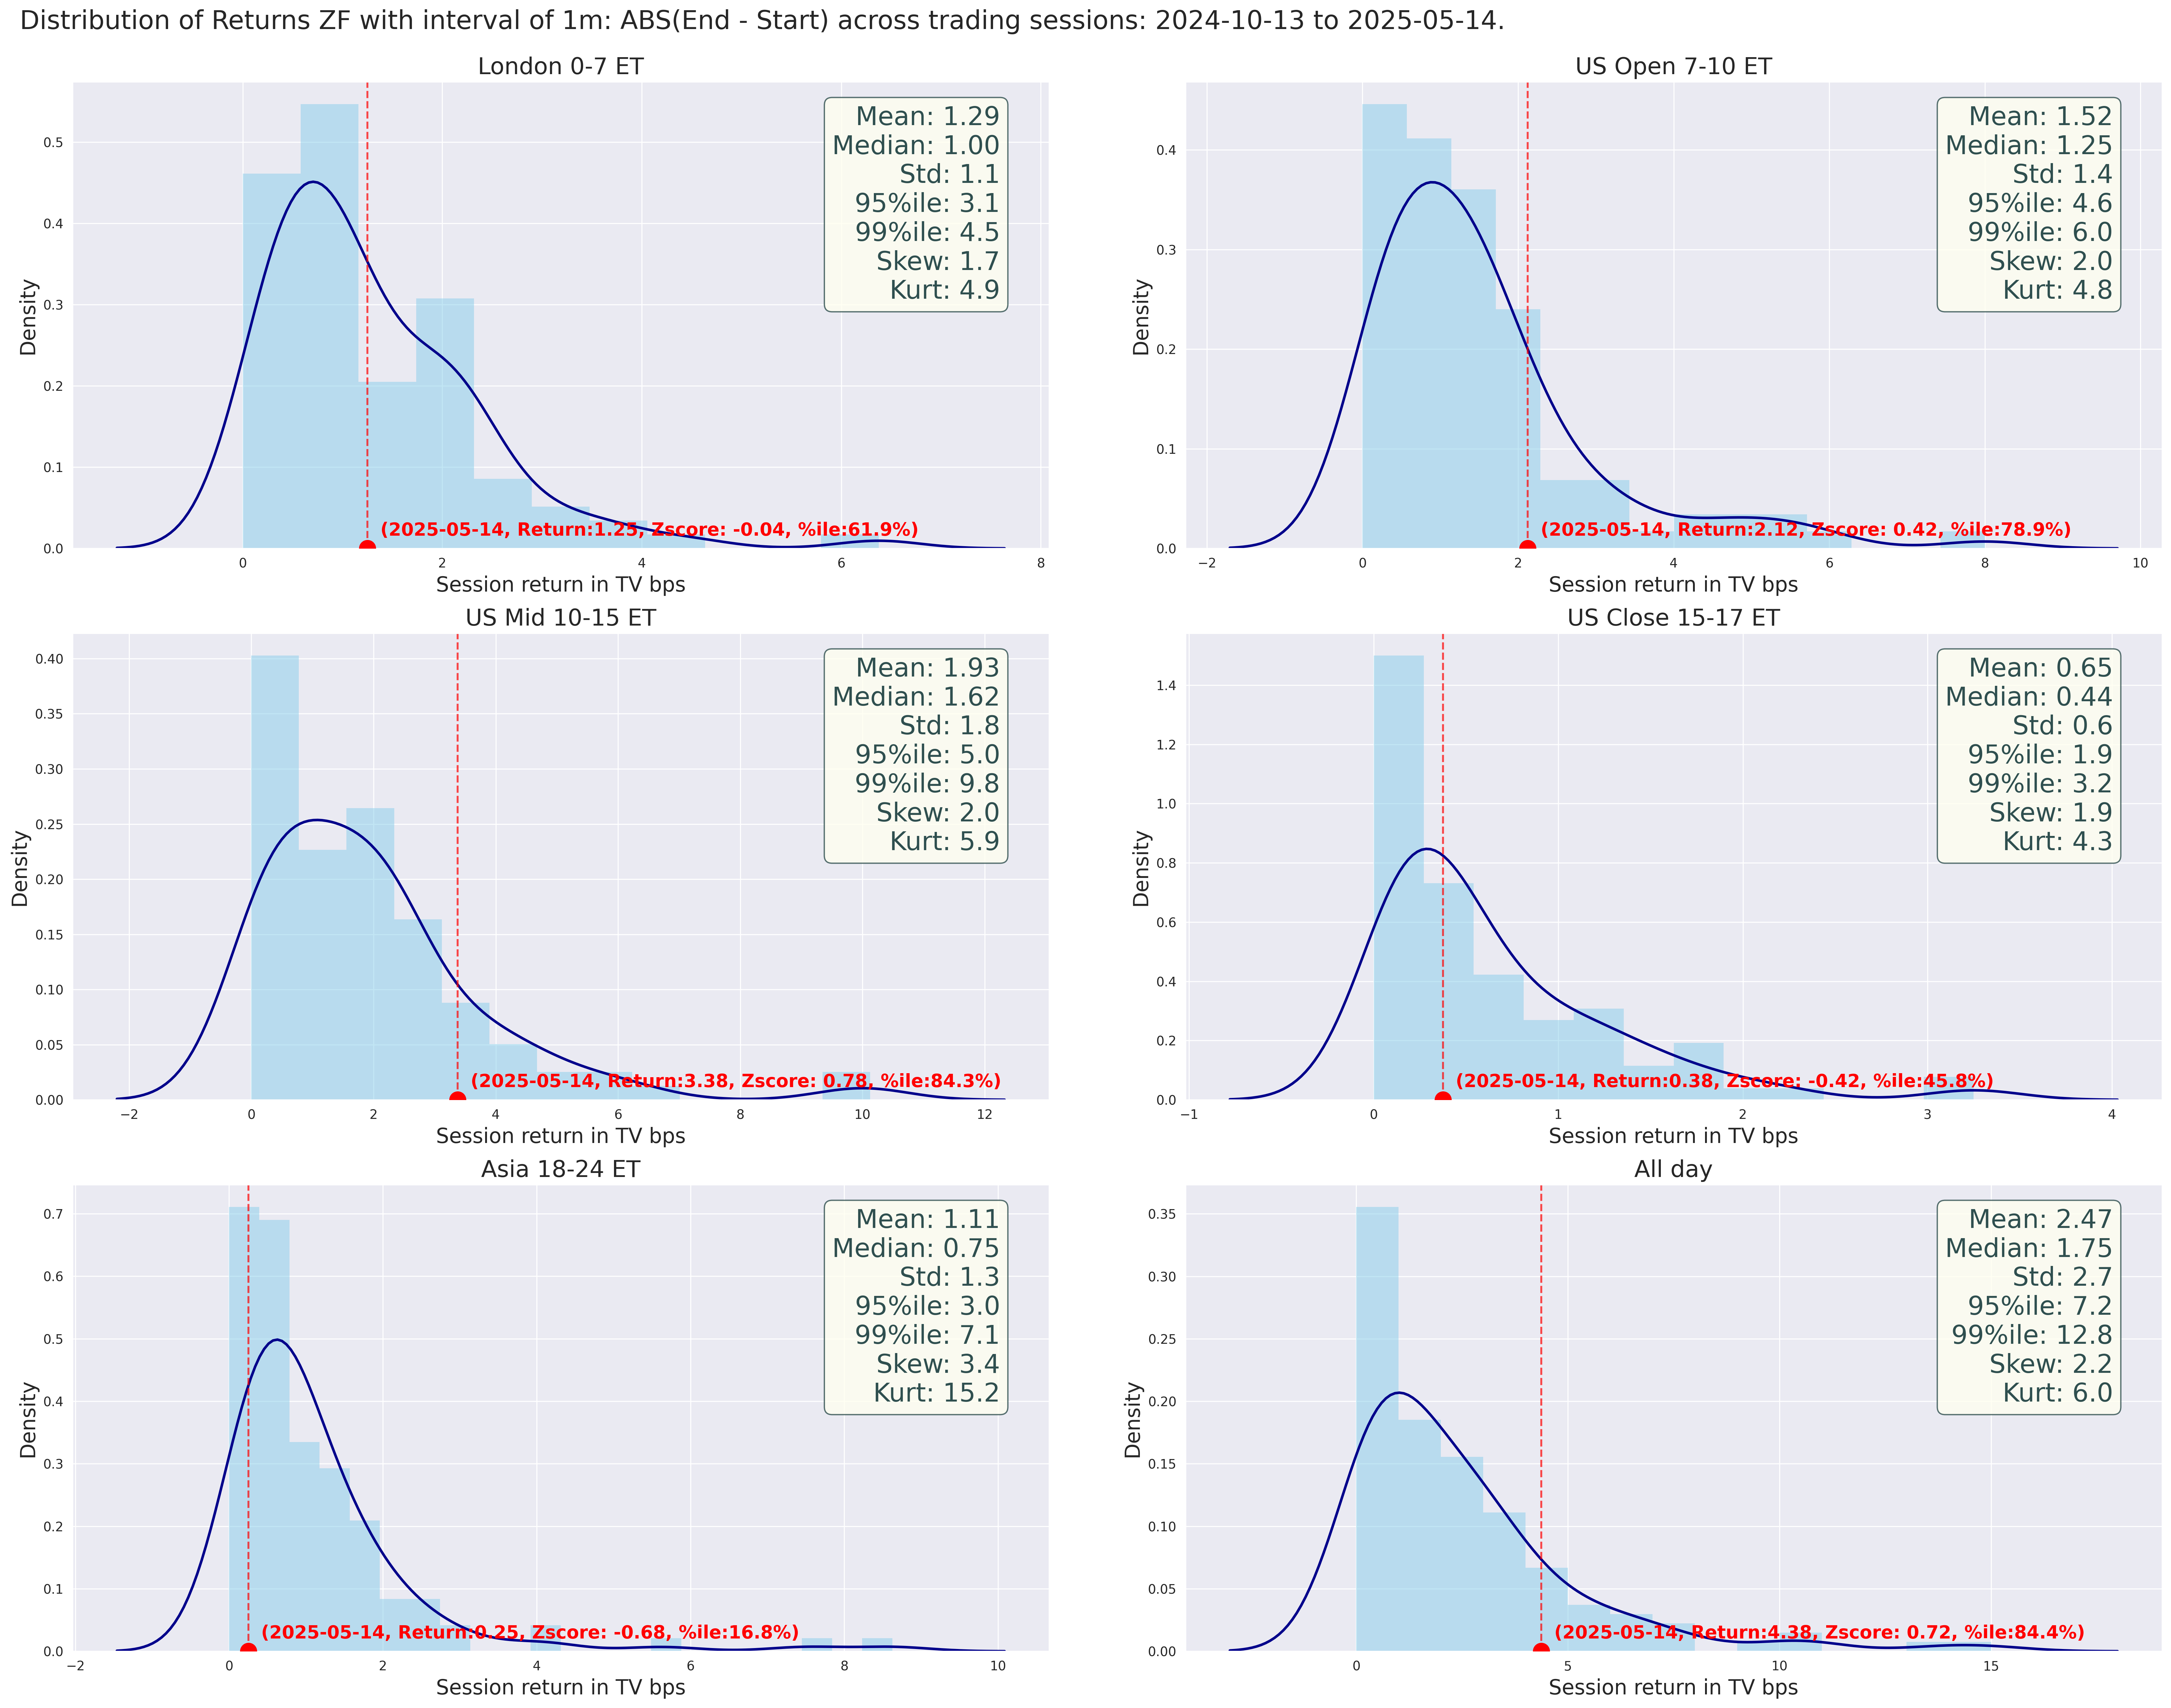 Distribution of Returns ZF with interval of 1m: ABS(End - Start) across trading sessions: 2024-10-13 to 2025-05-14.
London 0-7 ET
Mean: 1.29
Median: 1.00
Std: 1.1
95%ile: 3.1
99%ile: 4.5
Skew: 1.7
Kurt: 4.9
Density
0.5
0.4
0.3
0.2
0.1
0.0
(2025-05-14, Return:1.25, Zscore: -0.04, %ile:61.9%)
0 2 4 6 8
Session return in TV bps
US Open 7-10 ET
Mean: 1.52
Median: 1.25
Std: 1.4
95%ile: 4.6
99%ile: 6.0
Skew: 2.0
Kurt: 4.8
Density
0.4
0.3
0.2
0.1
0.0
(2025-05-14, Return:2.12, Zscore: 0.42, %ile:78.9%)
−2 0 2 4 6 8 10
Session return in TV bps
US Mid 10-15 ET
Mean: 1.93
Median: 1.62
Std: 1.8
95%ile: 5.0
99%ile: 9.8
Skew: 2.0
Kurt: 5.9
Density
0.40
0.35
0.30
0.25
0.20
0.15
0.10
0.05
0.00
(2025-05-14, Return:3.38, Zscore: 0.78, %ile:84.3%)
−2 0 2 4 6 8 10 12
Session return in TV bps
US Close 15-17 ET
Mean: 0.65
Median: 0.44
Std: 0.6
95%ile: 1.9
99%ile: 3.2
Skew: 1.9
Kurt: 4.3
Density
1.4
1.2
1.0
0.8
0.6
0.4
0.2
0.0
(2025-05-14, Return:0.38, Zscore: -0.42, %ile:45.8%)
−1 0 1 2 3 4
Session return in TV bps
Asia 18-24 ET
Mean: 1.11
Median: 0.75
Std: 1.3
95%ile: 3.0
99%ile: 7.1
Skew: 3.4
Kurt: 15.2
Density
0.7
0.6
0.5
0.4
0.3
0.2
0.1
0.0
(2025-05-14, Return:0.25, Zscore: -0.68, %ile:16.8%)
−2 0 2 4 6 8 10
Session return in TV bps
All day
Mean: 2.47
Median: 1.75
Std: 2.7
95%ile: 7.2
99%ile: 12.8
Skew: 2.2
Kurt: 6.0
Density
0.35
0.30
0.25
0.20
0.15
0.10
0.05
0.00
(2025-05-14, Return:4.38, Zscore: 0.72, %ile:84.4%)
0 5 10 15
Session return in TV bps